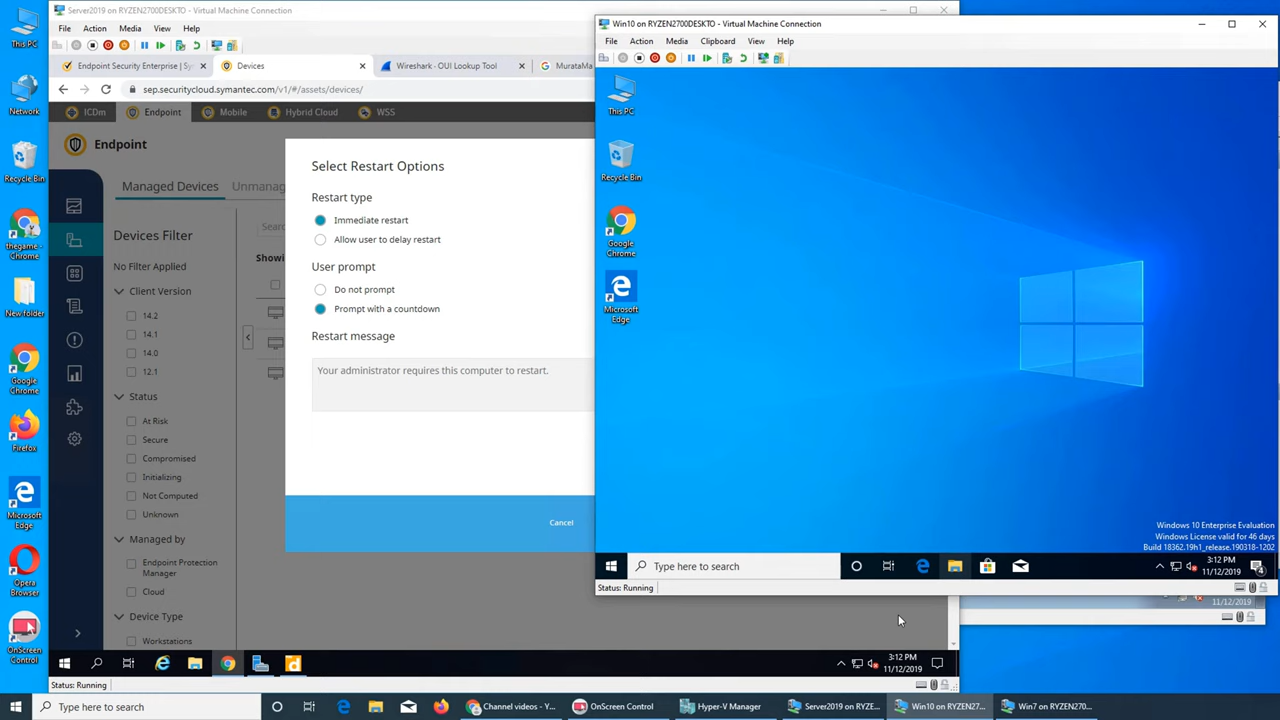 This PC
Network
Recycle Bin
thegame -
Chrome
New folder
Google
Chrome
Firefox
Microsoft
Edge
Opera
Browser
OnScreen
Control
Server2019 on RYZEN2700DESKTO - Virtual Machine Connection
File Action Media View Help
Endpoint Security Enterprise | Sy
Devices
Wireshark · OUI Lookup Tool
MurataMa
sep.securitycloud.symantec.com/v1/#/assets/devices/
ICDm
Endpoint
Mobile
Hybrid Cloud
WSS
Endpoint
Managed Devices
Unmana
Devices Filter
Sear
No Filter Applied
Showi
Client Version
14.2
14.1
14.0
12.1
Status
At Risk
Secure
Compromised
Initializing
Not Computed
Unknown
Managed by
Endpoint Protection
Manager
Cloud
Device Type
Workstations
Select Restart Options
Restart type
Immediate restart
Allow user to delay restart
User prompt
Do not prompt
Prompt with a countdown
Restart message
Your administrator requires this computer to restart.
Cancel
3:12 PM
11/12/2019
Status: Running
Win10 on RYZEN2700DESKTO - Virtual Machine Connection
File Action Media Clipboard View Help
This PC
Recycle Bin
Google
Chrome
Microsoft
Edge
Windows 10 Enterprise Evaluation
Windows License valid for 46 days
Build 18362.19h1_release.190318-1202
Type here to search
3:12 PM
11/12/2019
4
Status: Running
11/12/2019
Type here to search
Channel videos - Y...
OnScreen Control
Hyper-V Manager
Server2019 on RYZE...
Win10 on RYZEN27...
Win7 on RYZEN270...